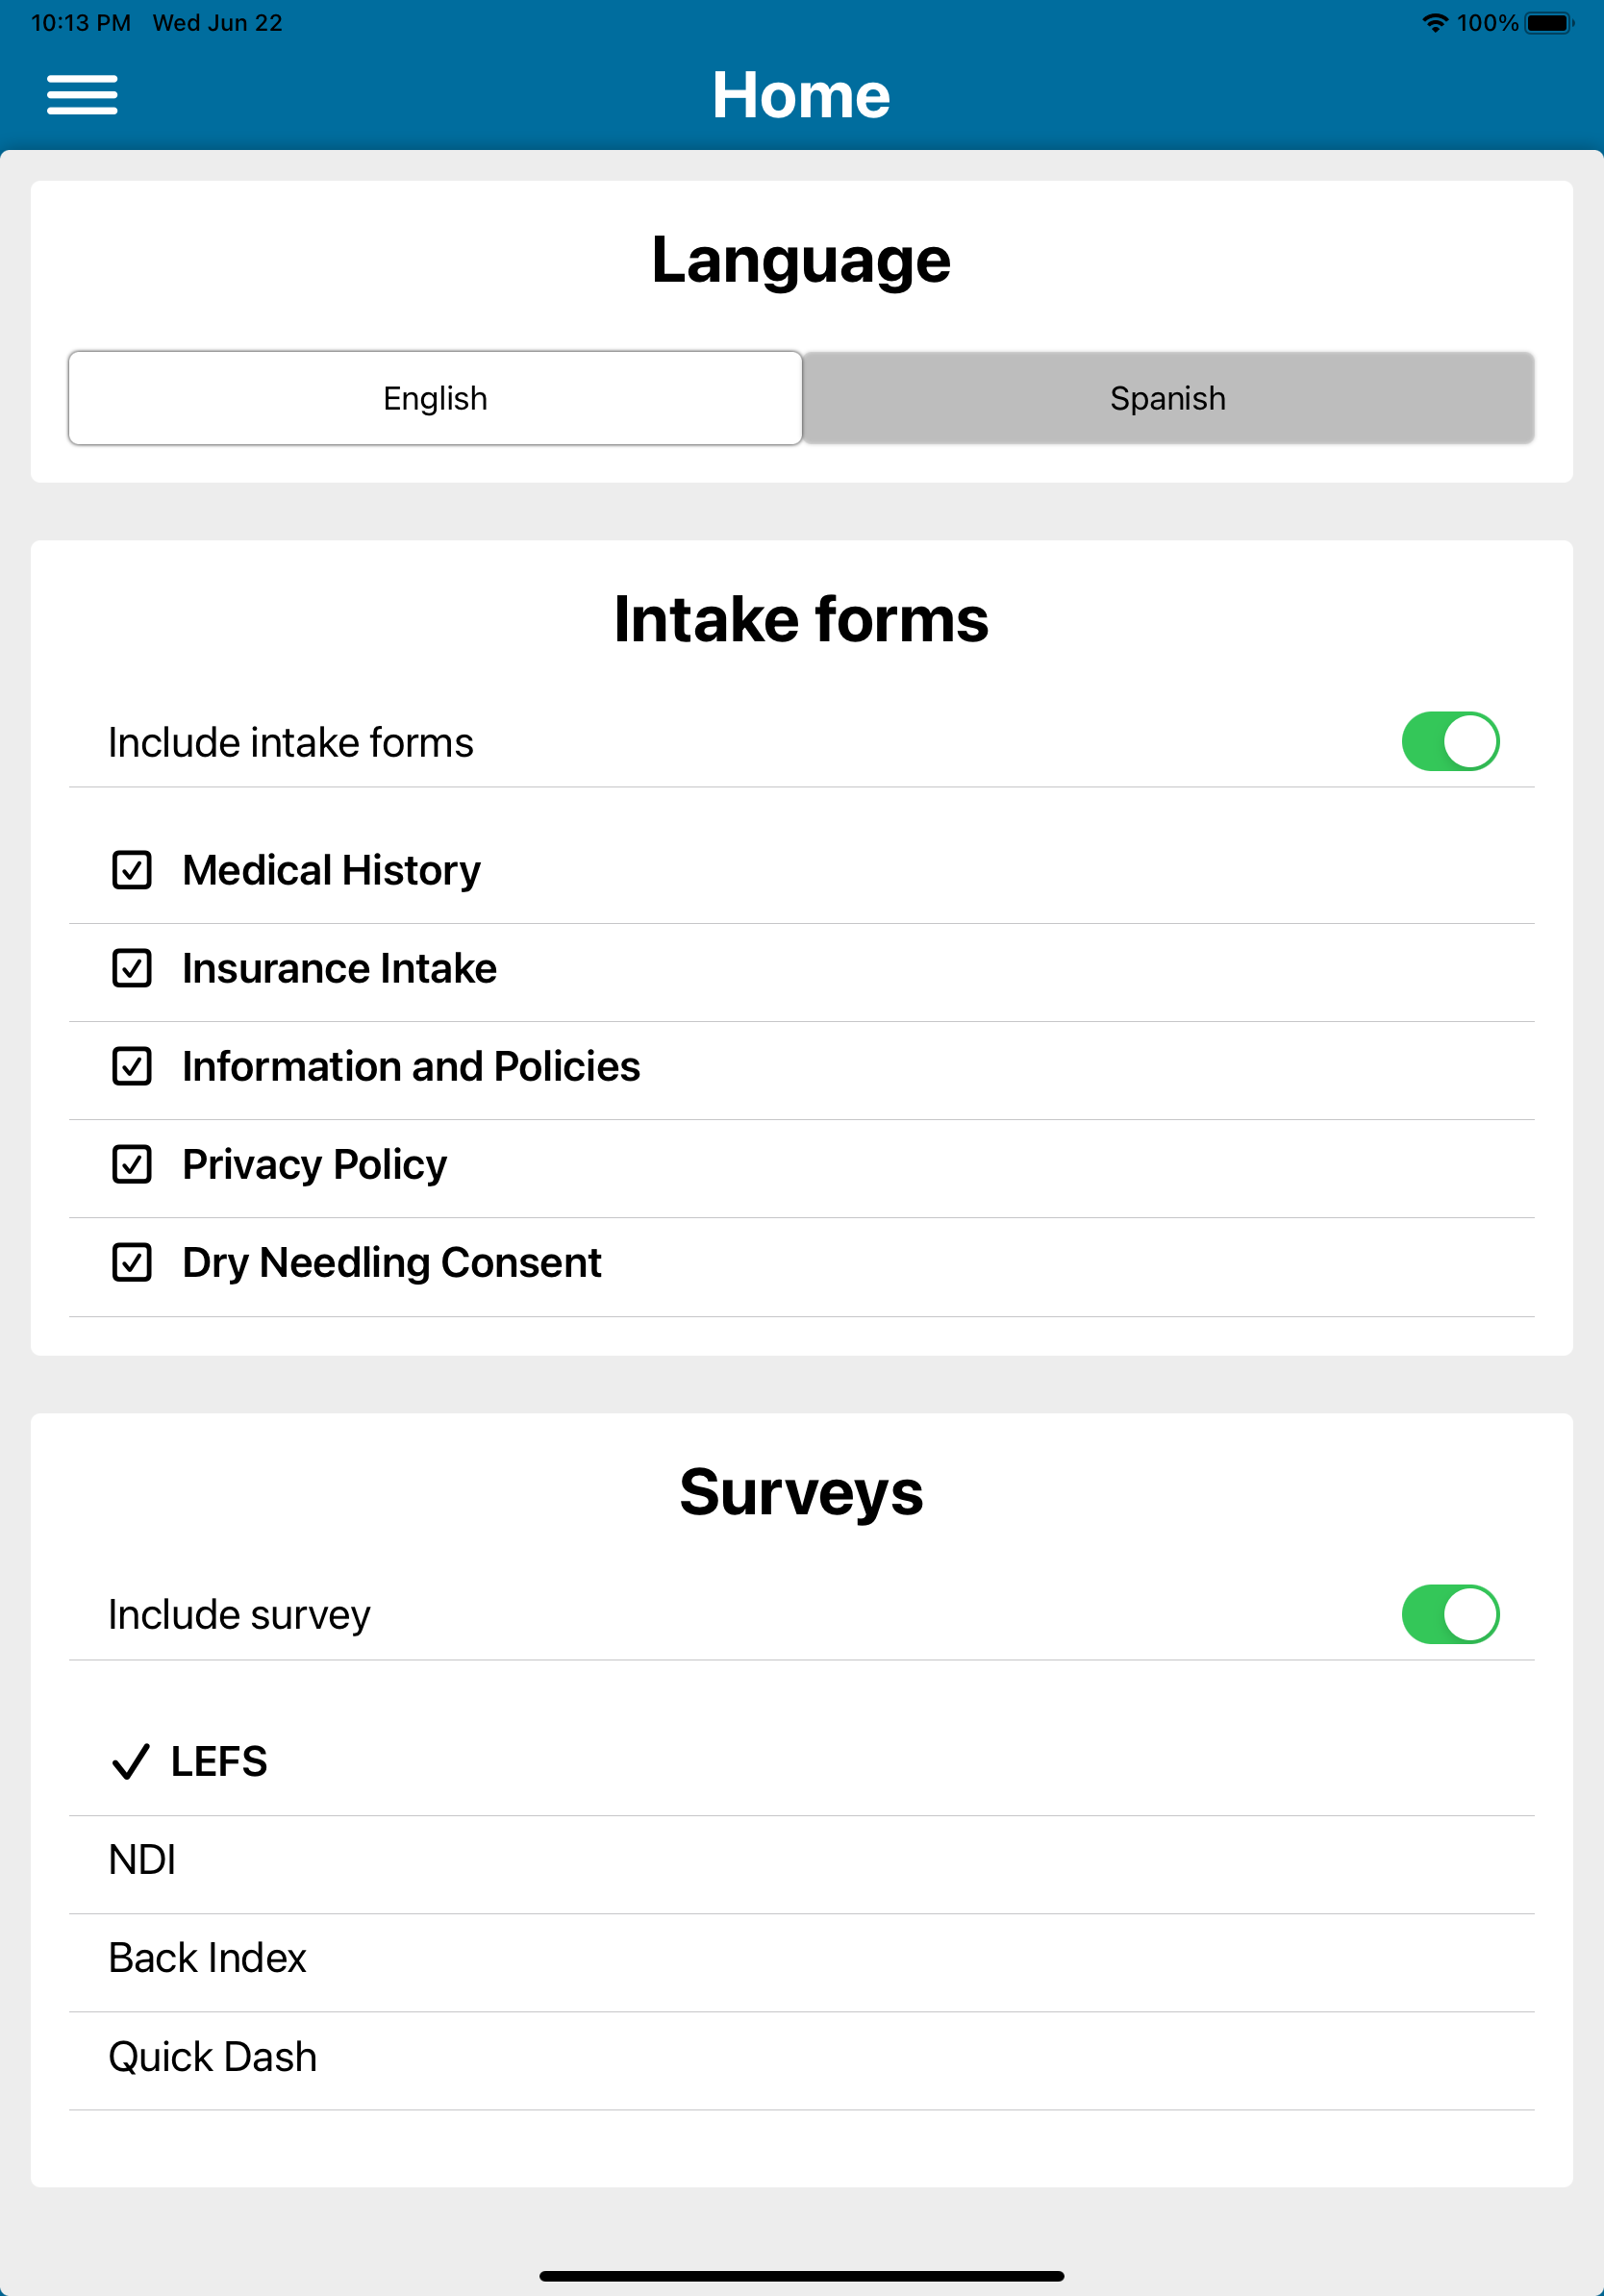 10:13 PM Wed Jun 22 100%
Home
Language
English Spanish
Intake forms
Include intake forms
Medical History
Insurance Intake
Information and Policies
Privacy Policy
Dry Needling Consent
Surveys
Include survey
LEFS
NDI
Back Index
Quick Dash